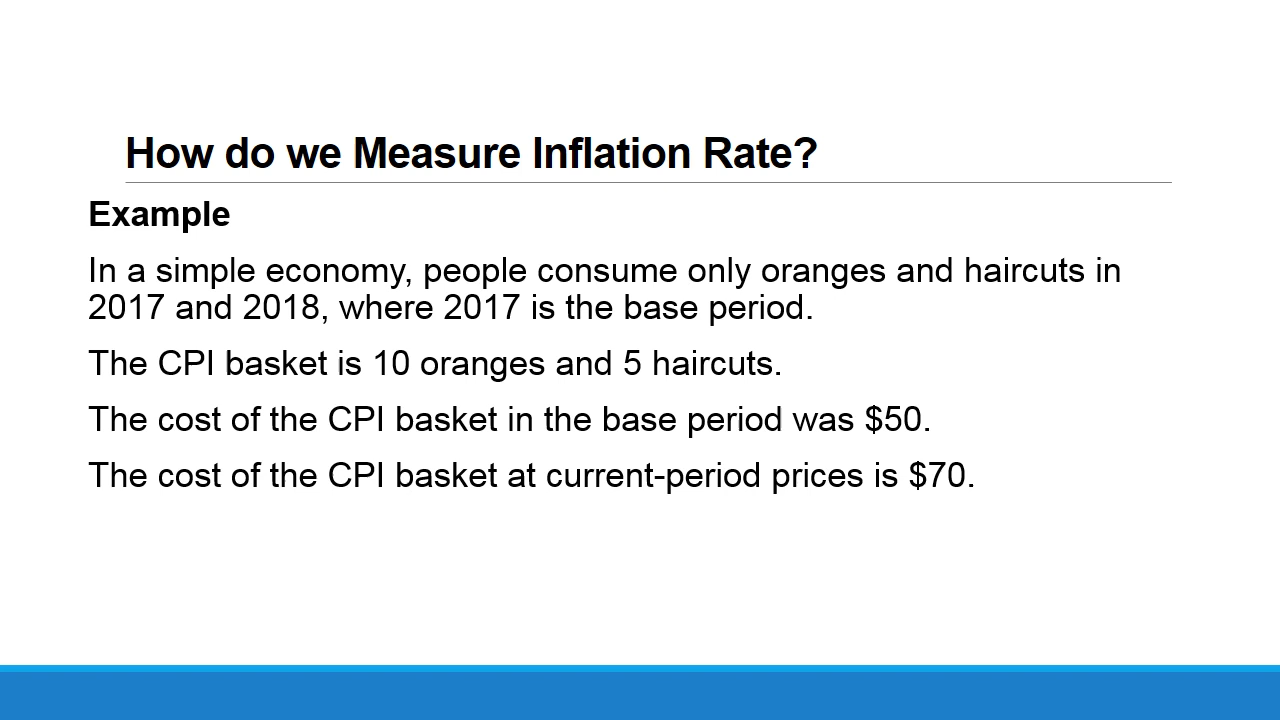 How do we Measure Inflation Rate?
Example
In a simple economy, people consume only oranges and haircuts in
2017 and 2018, where 2017 is the base period.
The CPI basket is 10 oranges and 5 haircuts.
The cost of the CPI basket in the base period was $50.
The cost of the CPI basket at current-period prices is $70.